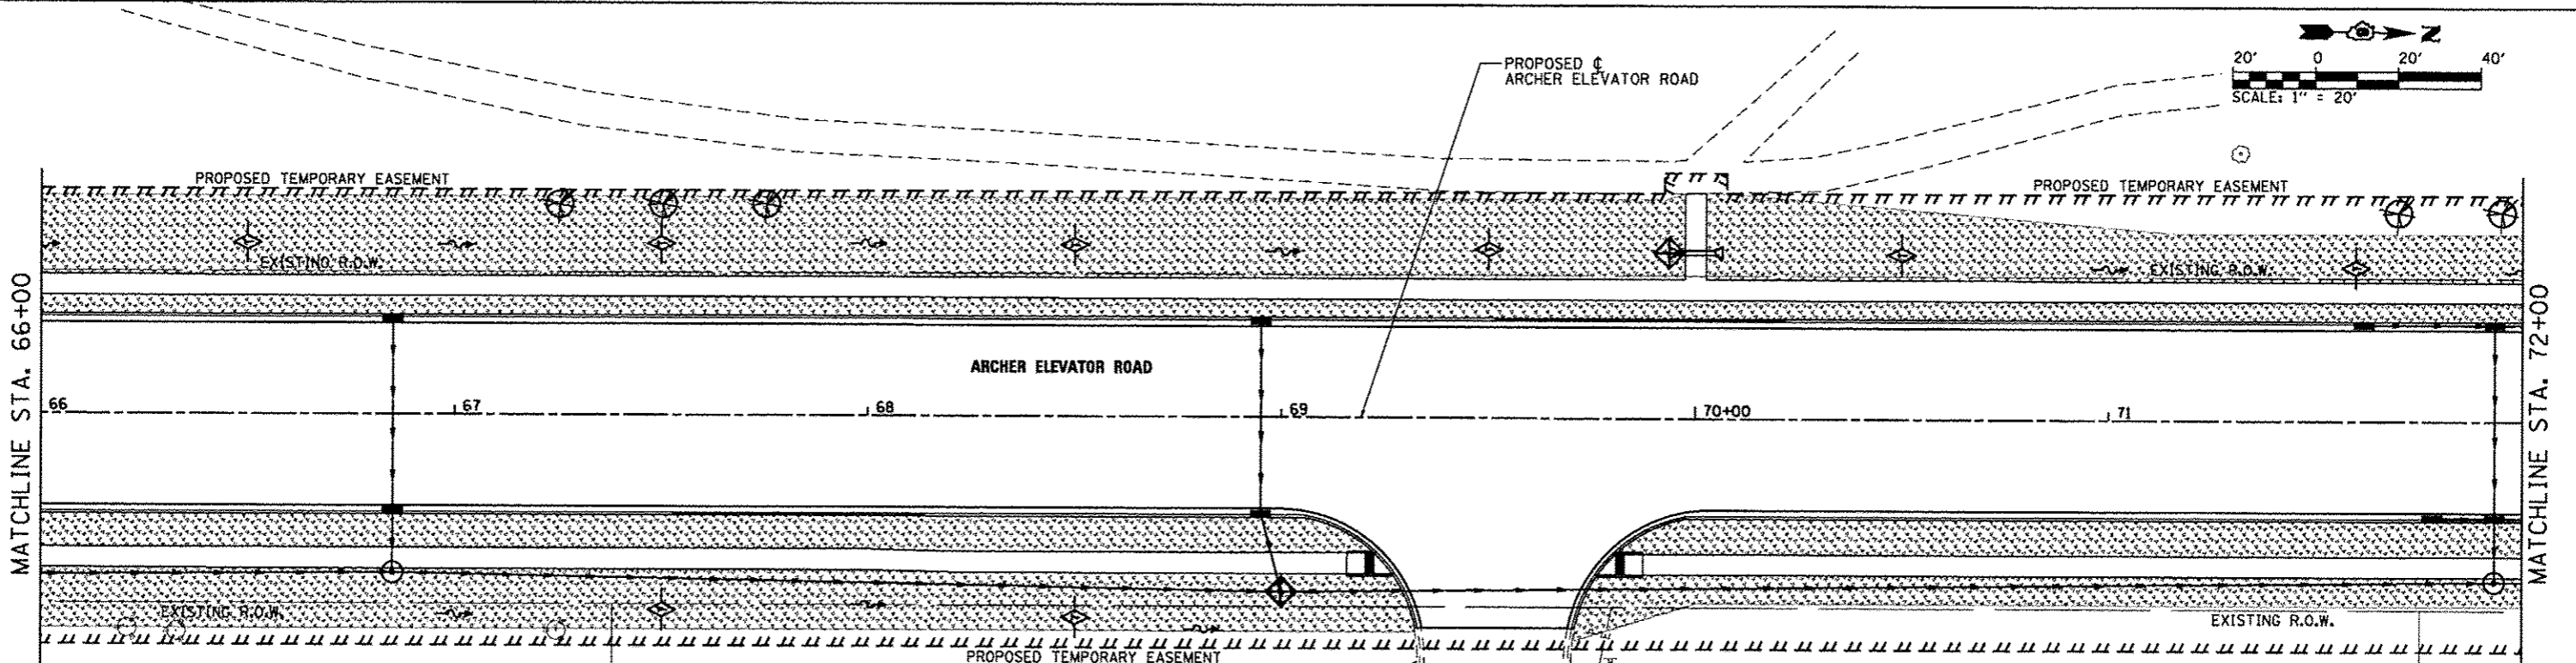 PROPOSED ℄
ARCHER ELEVATOR ROAD
N
20' 0 20' 40'
SCALE: 1" = 20'
PROPOSED TEMPORARY EASEMENT
PROPOSED TEMPORARY EASEMENT
EXISTING R.O.W.
EXISTING R.O.W.
MATCHLINE STA. 66+00
ARCHER ELEVATOR ROAD
66 67 68 69 70+00 71
MATCHLINE STA. 72+00
EXISTING R.O.W.
EXISTING R.O.W.
PROPOSED TEMPORARY EASEMENT